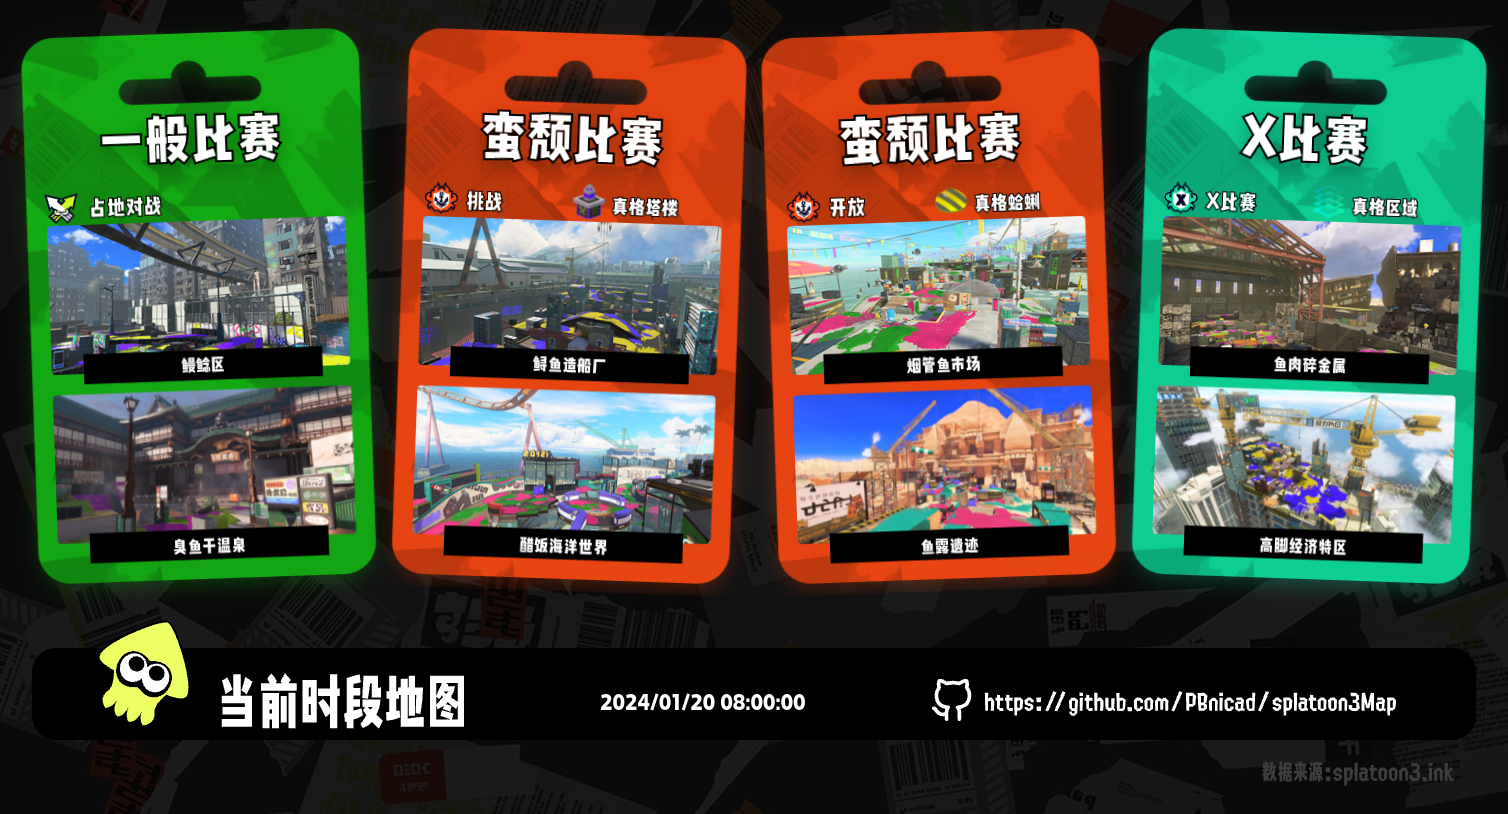 一般比赛
占地对战
鳗鲶区
臭鱼干温泉
蛮颓比赛
挑战
真格塔楼
鲟鱼造船厂
醋饭海洋世界
蛮颓比赛
开放
真格蛤蜊
烟管鱼市场
鱼露遗迹
X比赛
X比赛
真格区域
鱼肉碎金属
高脚经济特区
当前时段地图
2024/01/20 08:00:00
https://github.com/PBnicad/splatoon3Map
数据来源:splatoon3.ink